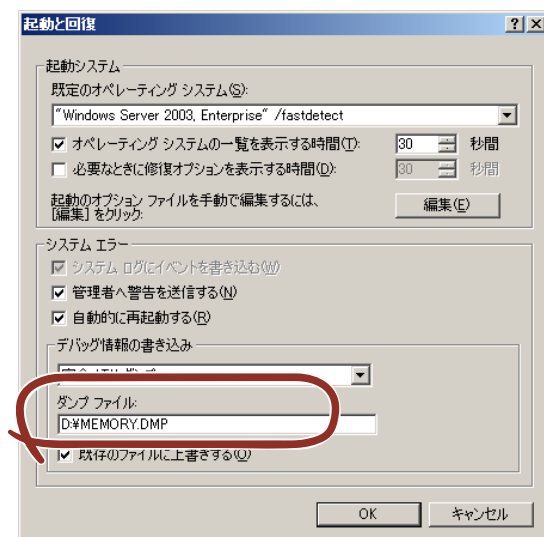 起動と回復
起動システム
既定のオペレーティング システム(S):
"Windows Server 2003, Enterprise" /fastdetect
オペレーティング システムの一覧を表示する時間(T): 30 秒間
必要なときに修復オプションを表示する時間(D): 30 秒間
起動のオプション ファイルを手動で編集するには、
[編集] をクリック:
編集(E)
システム エラー
システム ログにイベントを書き込む(W)
管理者へ警告を送信する(N)
自動的に再起動する(R)
デバッグ情報の書き込み
ダンプ ファイル:
D:¥MEMORY.DMP
既存のファイルに上書きする(O)
OK キャンセル